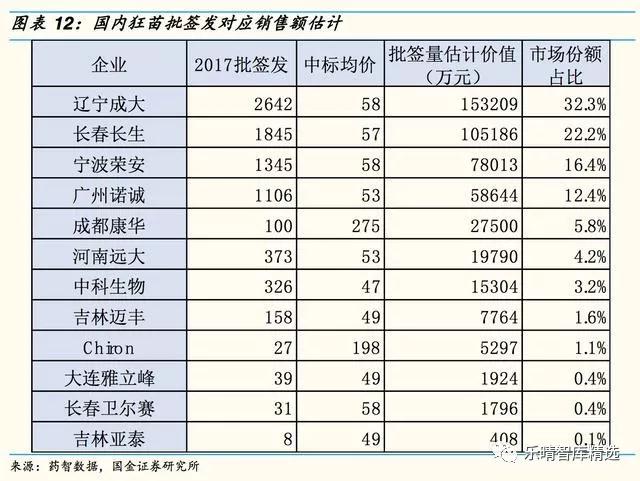 图表 12：国内狂苗批签发对应销售额估计
企业 2017批签发 中标均价 批签量估计价值（万元） 市场份额占比
辽宁成大 2642 58 153209 32.3%
长春长生 1845 57 105186 22.2%
宁波荣安 1345 58 78013 16.4%
广州诺诚 1106 53 58644 12.4%
成都康华 100 275 27500 5.8%
河南远大 373 53 19790 4.2%
中科生物 326 47 15304 3.2%
吉林迈丰 158 49 7764 1.6%
Chiron 27 198 5297 1.1%
大连雅立峰 39 49 1924 0.4%
长春卫尔赛 31 58 1796 0.4%
吉林亚泰 8 49 408 0.1%
来源：药智数据，国金证券研究所
乐晴智库精选